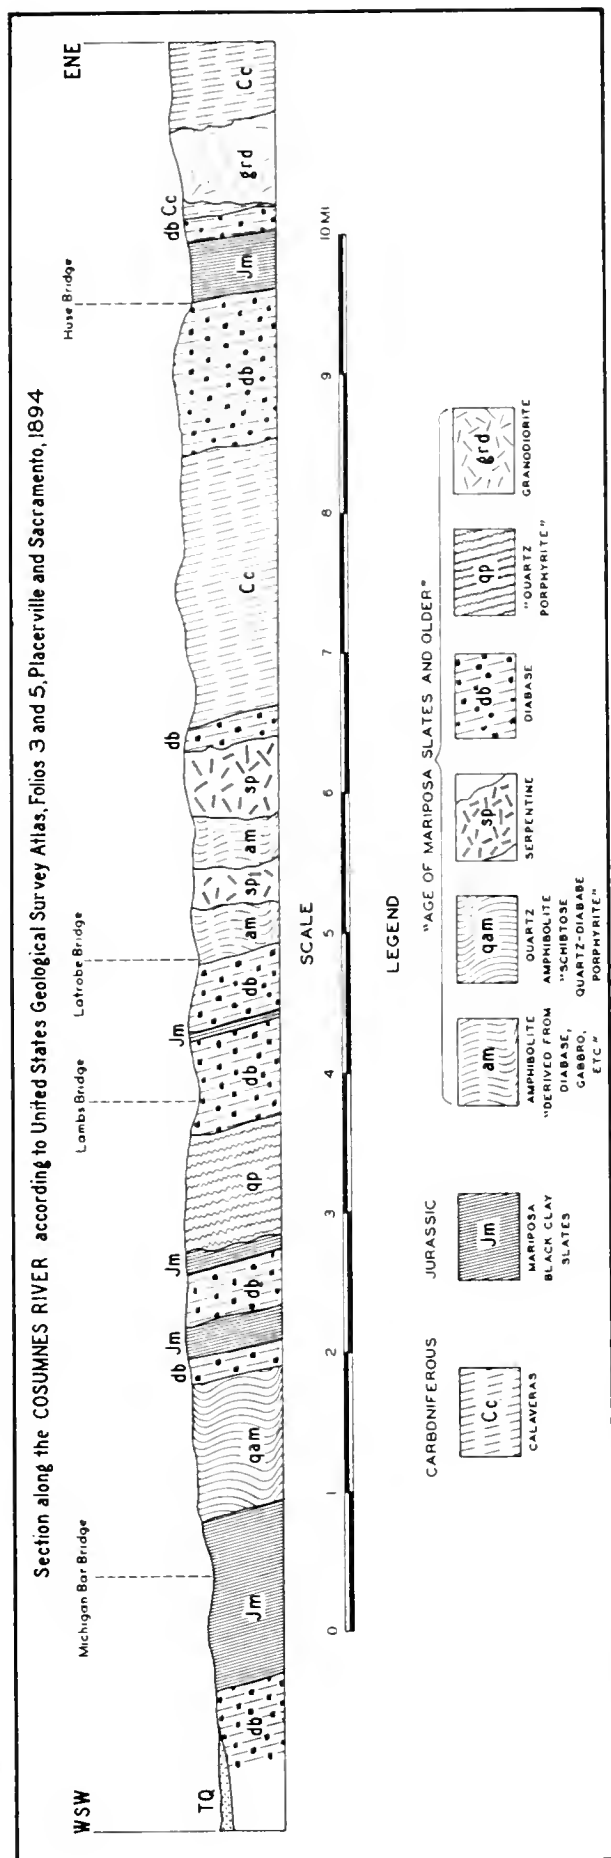 Section along the COSUMNES RIVER according to United States Geological Survey Atlas, Folios 3 and 5, Placerville and Sacramento, 1894
WSW
Michigan Bar Bridge
Lambs Bridge
Latrobe Bridge
Huse Bridge
ENE
TQ
db
Jm
qam
db
Jm
db
Jm
qp
db
Jm
db
am
sp
am
sp
db
Cc
db
Jm
db
Cc
grd
Cc
0
1
2
3
4
5
6
7
8
9
10 MI
SCALE
LEGEND
CARBONIFEROUS
JURASSIC
"AGE OF MARIPOSA SLATES AND OLDER"
Cc
CALAVERAS
Jm
MARIPOSA
BLACK CLAY
SLATES
am
AMPHIBOLITE
"DERIVED FROM
DIABASE,
GABBRO,
ETC"
qam
QUARTZ
AMPHIBOLITE
"SCHISTOSE
QUARTZ-DIABABE
PORPHYRITE"
sp
SERPENTINE
db
DIABASE
qp
"QUARTZ
PORPHYRITE"
grd
GRANODIORITE